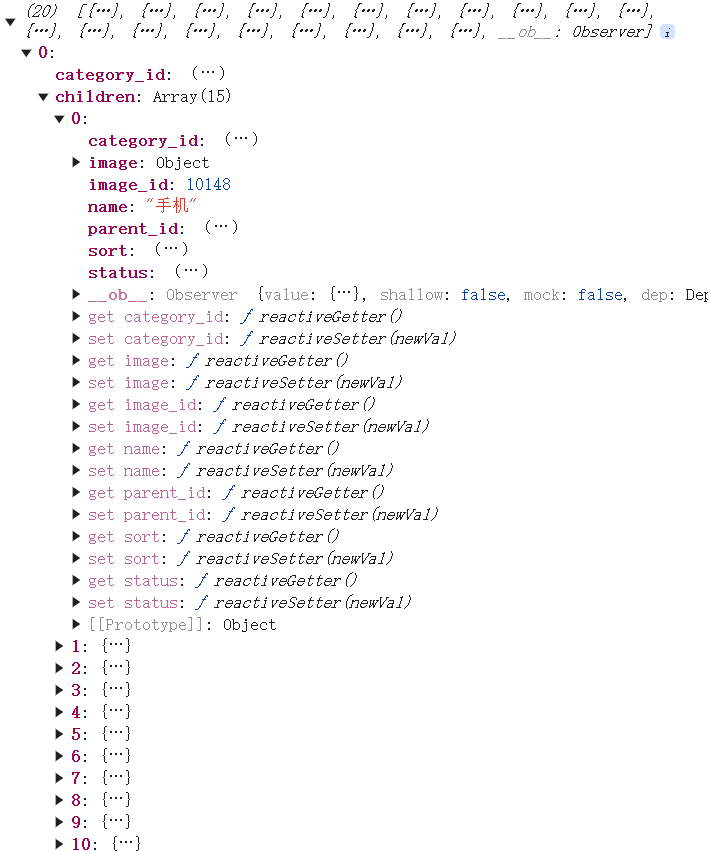 (20) [{…}, {…}, {…}, {…}, {…}, {…}, {…}, {…}, {…}, {…}, {…},
{…}, {…}, {…}, {…}, {…}, {…}, {…}, {…}, {…}, __ob__: Observer] i
0:
category_id: (…)
children: Array(15)
0:
category_id: (…)
image: Object
image_id: 10148
name: "手机"
parent_id: (…)
sort: (…)
status: (…)
__ob__: Observer {value: {…}, shallow: false, mock: false, dep: Dep
get category_id: ƒ reactiveGetter()
set category_id: ƒ reactiveSetter(newVal)
get image: ƒ reactiveGetter()
set image: ƒ reactiveSetter(newVal)
get image_id: ƒ reactiveGetter()
set image_id: ƒ reactiveSetter(newVal)
get name: ƒ reactiveGetter()
set name: ƒ reactiveSetter(newVal)
get parent_id: ƒ reactiveGetter()
set parent_id: ƒ reactiveSetter(newVal)
get sort: ƒ reactiveGetter()
set sort: ƒ reactiveSetter(newVal)
get status: ƒ reactiveGetter()
set status: ƒ reactiveSetter(newVal)
[[Prototype]]: Object
1: {…}
2: {…}
3: {…}
4: {…}
5: {…}
6: {…}
7: {…}
8: {…}
9: {…}
10: {…}